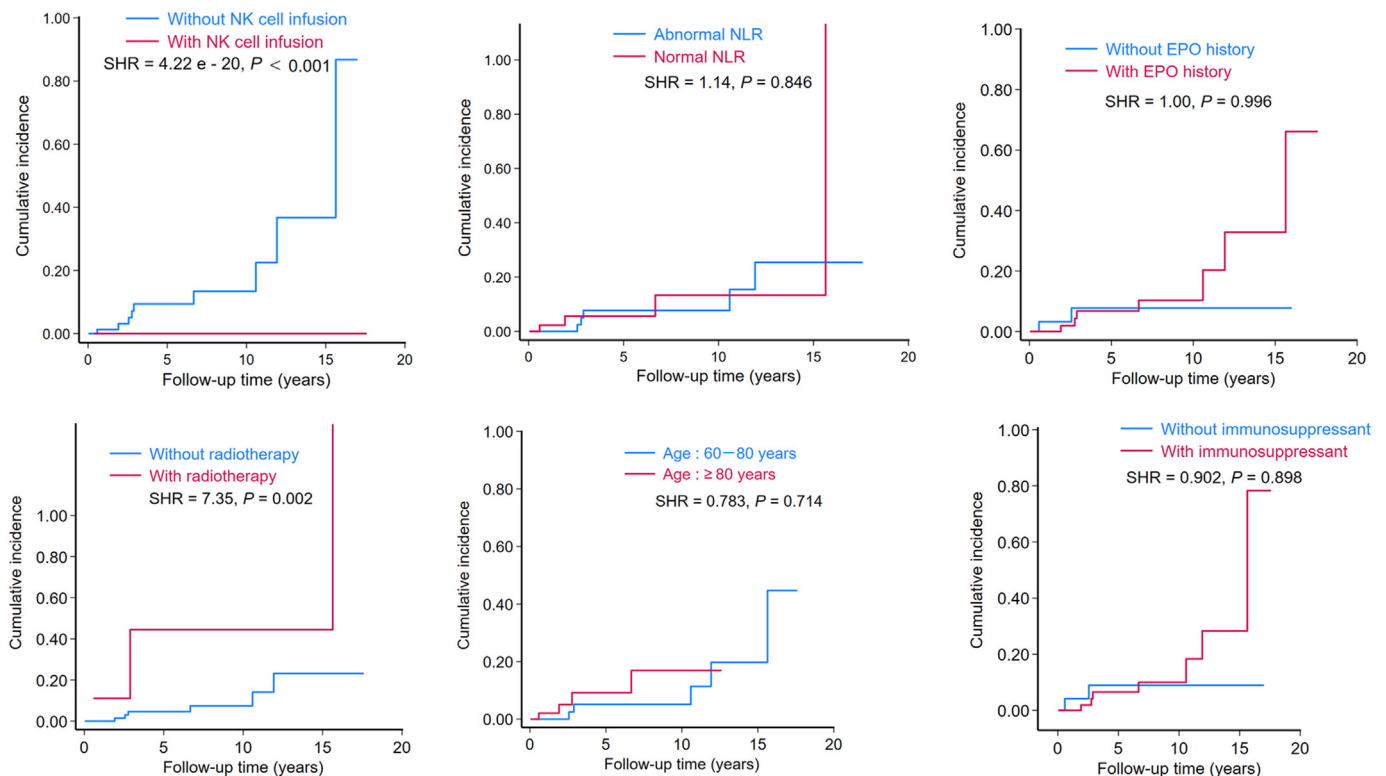 Without NK cell infusion
With NK cell infusion
SHR = 4.22 e - 20, P < 0.001
1.00
0.80
0.60
0.40
0.20
0.00
Cumulative incidence
0 5 10 15 20
Follow-up time (years)
Abnormal NLR
Normal NLR
SHR = 1.14, P = 0.846
1.00
0.80
0.60
0.40
0.20
0.00
Cumulative incidence
0 5 10 15 20
Follow-up time (years)
Without EPO history
With EPO history
SHR = 1.00, P = 0.996
1.00
0.80
0.60
0.40
0.20
0.00
Cumulative incidence
0 5 10 15 20
Follow-up time (years)
Without radiotherapy
With radiotherapy
SHR = 7.35, P = 0.002
1.00
0.80
0.60
0.40
0.20
0.00
Cumulative incidence
0 5 10 15 20
Follow-up time (years)
Age : 60−80 years
Age : ≥ 80 years
SHR = 0.783, P = 0.714
1.00
0.80
0.60
0.40
0.20
0.00
Cumulative incidence
0 5 10 15 20
Follow-up time (years)
Without immunosuppressant
With immunosuppressant
SHR = 0.902, P = 0.898
1.00
0.80
0.60
0.40
0.20
0.00
Cumulative incidence
0 5 10 15 20
Follow-up time (years)